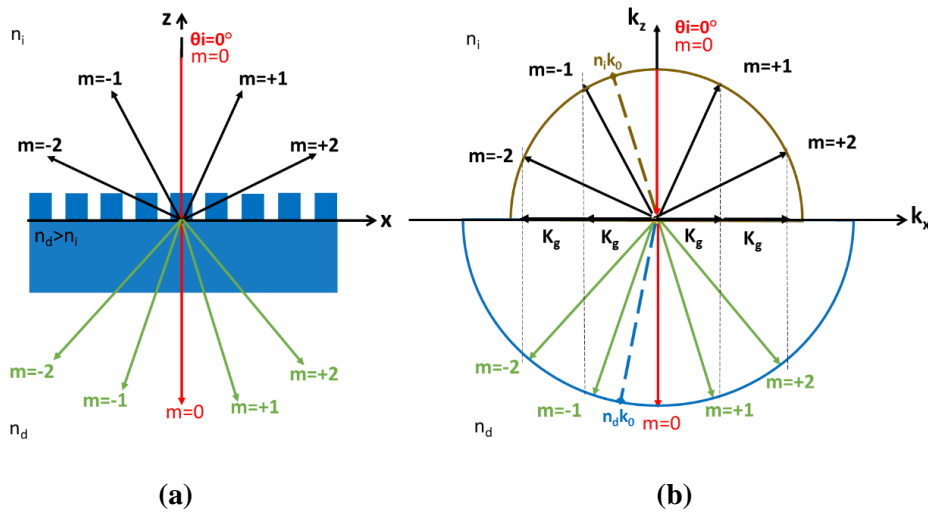 z
n_i
θi=0°
m=0
m=-1
m=+1
m=-2
m=+2
n_d>n_i
x
m=-2
m=-1
m=0
m=+1
m=+2
n_d
(a)
k_z
n_i
θi=0°
m=0
n_ik_0
m=-1
m=+1
m=-2
m=+2
k_x
K_g
K_g
K_g
K_g
m=-2
m=-1
n_dk_0
m=0
m=+1
m=+2
n_d
(b)